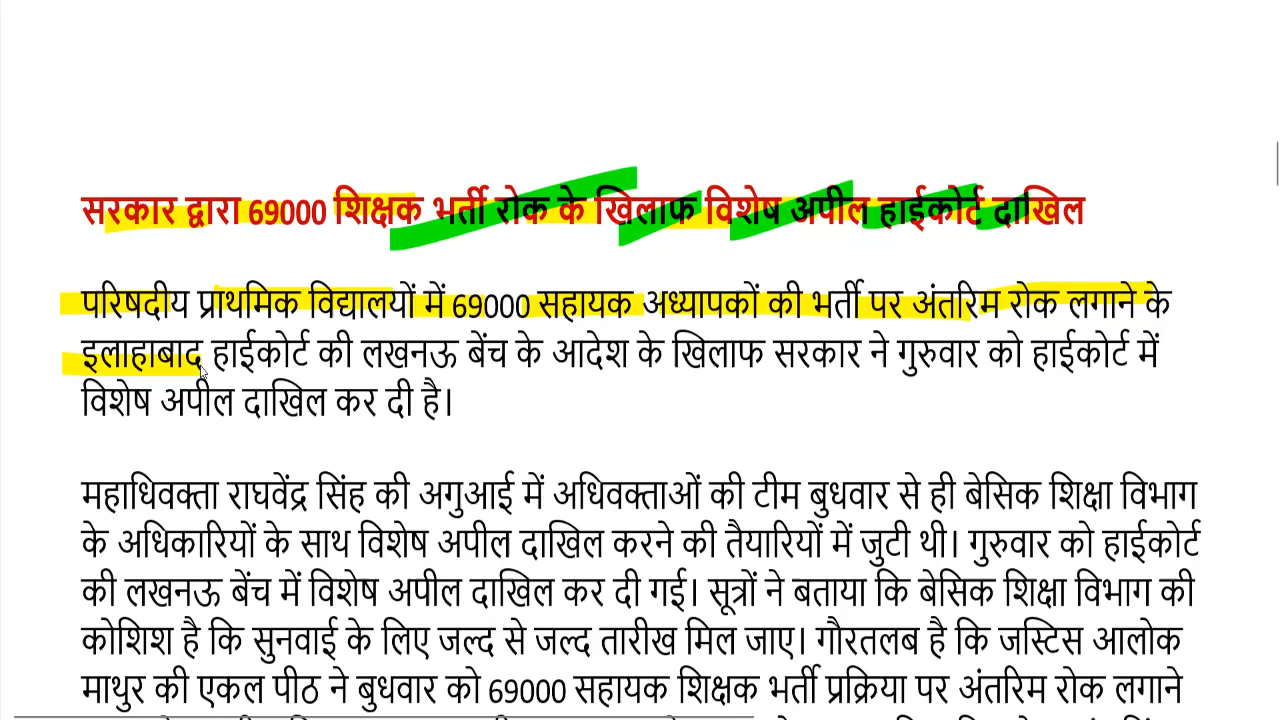 सरकार द्वारा 69000 शिक्षक भर्ती रोक के खिलाफ विशेष अपील हाईकोर्ट दाखिल
परिषदीय प्राथमिक विद्यालयों में 69000 सहायक अध्यापकों की भर्ती पर अंतरिम रोक लगाने के
इलाहाबाद हाईकोर्ट की लखनऊ बेंच के आदेश के खिलाफ सरकार ने गुरुवार को हाईकोर्ट में
विशेष अपील दाखिल कर दी है।
महाधिवक्ता राघवेंद्र सिंह की अगुआई में अधिवक्ताओं की टीम बुधवार से ही बेसिक शिक्षा विभाग
के अधिकारियों के साथ विशेष अपील दाखिल करने की तैयारियों में जुटी थी। गुरुवार को हाईकोर्ट
की लखनऊ बेंच में विशेष अपील दाखिल कर दी गई। सूत्रों ने बताया कि बेसिक शिक्षा विभाग की
कोशिश है कि सुनवाई के लिए जल्द से जल्द तारीख मिल जाए। गौरतलब है कि जस्टिस आलोक
माथुर की एकल पीठ ने बुधवार को 69000 सहायक शिक्षक भर्ती प्रक्रिया पर अंतरिम रोक लगाने